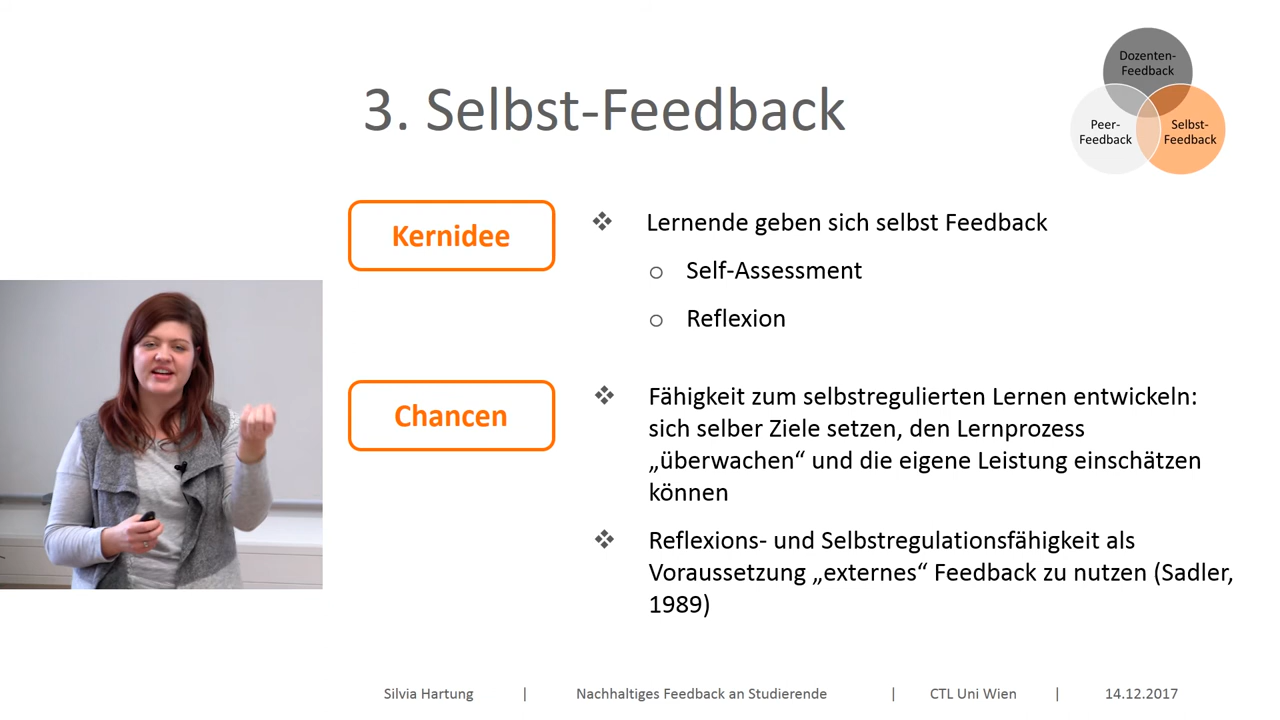 3. Selbst-Feedback
Dozenten-
Feedback
Peer-
Feedback
Selbst-
Feedback
Kernidee
❖ Lernende geben sich selbst Feedback
o Self-Assessment
o Reflexion
Chancen
❖ Fähigkeit zum selbstregulierten Lernen entwickeln:
sich selber Ziele setzen, den Lernprozess
„überwachen“ und die eigene Leistung einschätzen
können
❖ Reflexions- und Selbstregulationsfähigkeit als
Voraussetzung „externes“ Feedback zu nutzen (Sadler,
1989)
Silvia Hartung | Nachhaltiges Feedback an Studierende | CTL Uni Wien | 14.12.2017